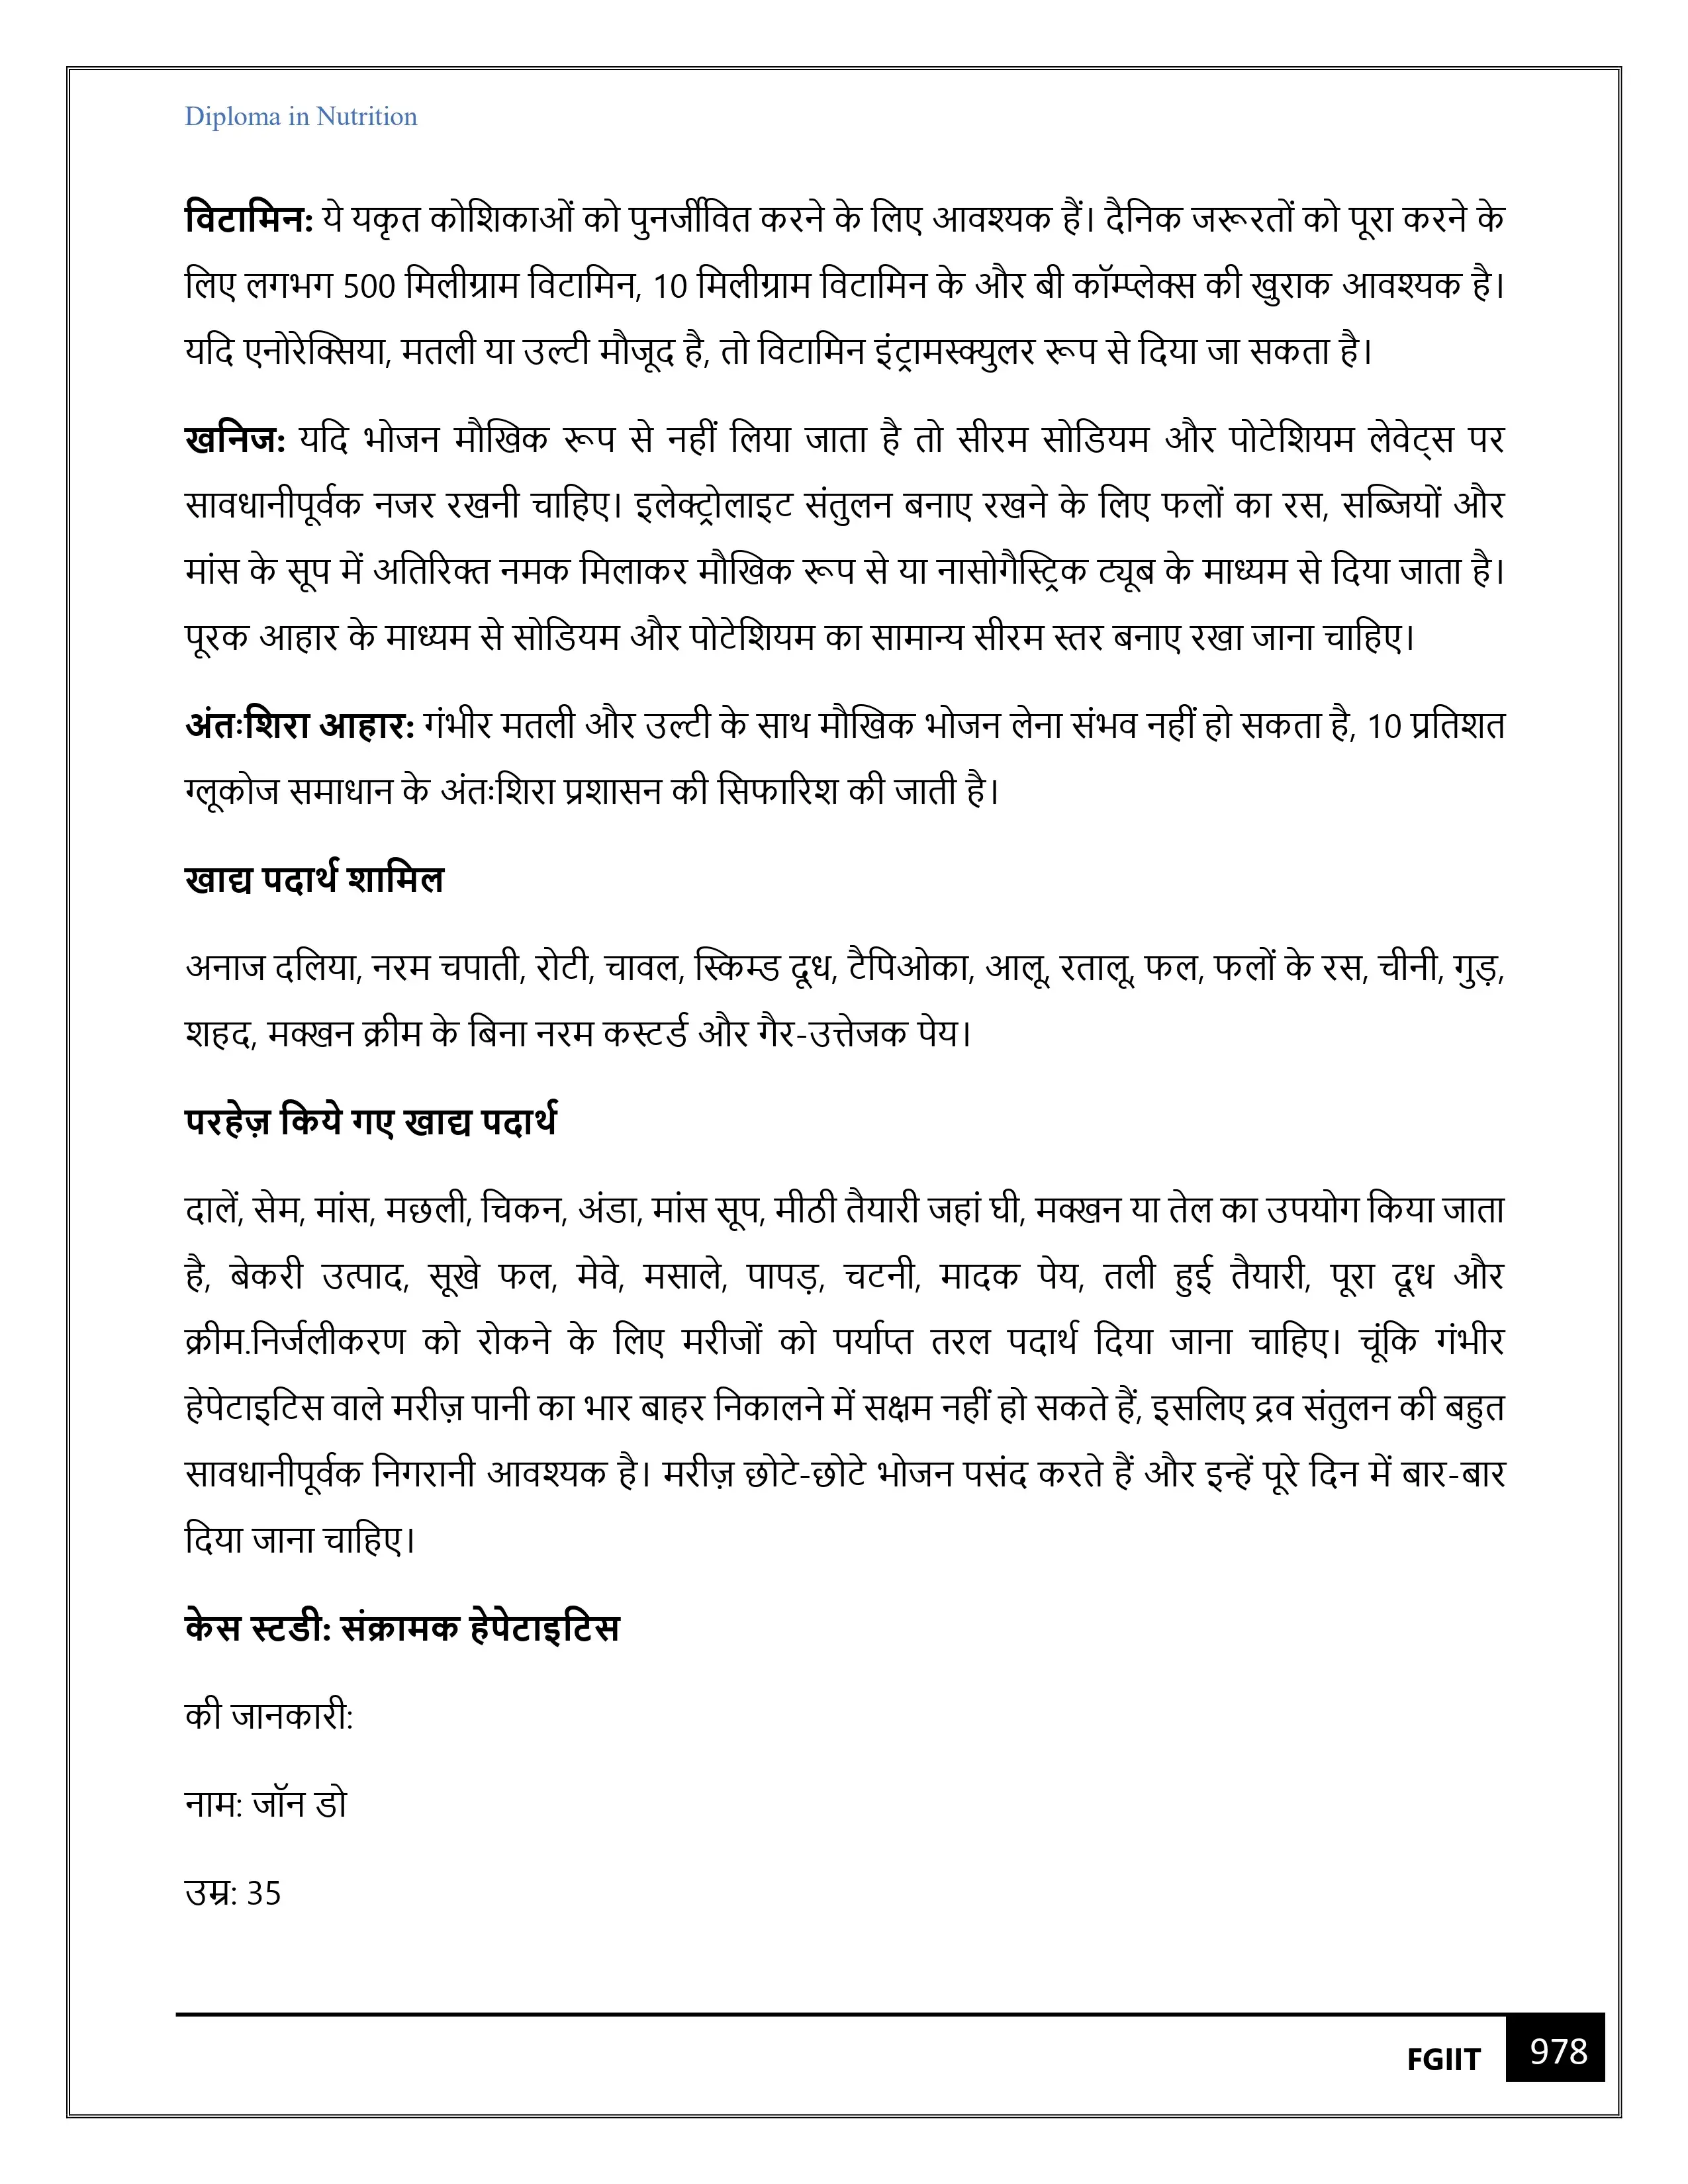 Diploma in Nutrition
विटामिन: ये यकृत कोशिकाओं को पुनर्जीवित करने के लिए आवश्यक हैं। दैनिक जरूरतों को पूरा करने के
लिए लगभग 500 मिलीग्राम विटामिन, 10 मिलीग्राम विटामिन के और बी कॉम्प्लेक्स की खुराक आवश्यक है।
यदि एनोरेक्सिया, मतली या उल्टी मौजूद है, तो विटामिन इंट्रामस्क्युलर रूप से दिया जा सकता है।
खनिज: यदि भोजन मौखिक रूप से नहीं लिया जाता है तो सीरम सोडियम और पोटेशियम लेवेट्स पर
सावधानीपूर्वक नजर रखनी चाहिए। इलेक्ट्रोलाइट संतुलन बनाए रखने के लिए फलों का रस, सब्जियों और
मांस के सूप में अतिरिक्त नमक मिलाकर मौखिक रूप से या नासोगैस्ट्रिक ट्यूब के माध्यम से दिया जाता है।
पूरक आहार के माध्यम से सोडियम और पोटेशियम का सामान्य सीरम स्तर बनाए रखा जाना चाहिए।
अंतःशिरा आहार: गंभीर मतली और उल्टी के साथ मौखिक भोजन लेना संभव नहीं हो सकता है, 10 प्रतिशत
ग्लूकोज समाधान के अंतःशिरा प्रशासन की सिफारिश की जाती है।
खाद्य पदार्थ शामिल
अनाज दलिया, नरम चपाती, रोटी, चावल, स्किम्ड दूध, टैपिओका, आलू, रतालू, फल, फलों के रस, चीनी, गुड़,
शहद, मक्खन क्रीम के बिना नरम कस्टर्ड और गैर-उत्तेजक पेय।
परहेज़ किये गए खाद्य पदार्थ
दालें, सेम, मांस, मछली, चिकन, अंडा, मांस सूप, मीठी तैयारी जहां घी, मक्खन या तेल का उपयोग किया जाता
है, बेकरी उत्पाद, सूखे फल, मेवे, मसाले, पापड़, चटनी, मादक पेय, तली हुई तैयारी, पूरा दूध और
क्रीम.निर्जलीकरण को रोकने के लिए मरीजों को पर्याप्त तरल पदार्थ दिया जाना चाहिए। चूंकि गंभीर
हेपेटाइटिस वाले मरीज़ पानी का भार बाहर निकालने में सक्षम नहीं हो सकते हैं, इसलिए द्रव संतुलन की बहुत
सावधानीपूर्वक निगरानी आवश्यक है। मरीज़ छोटे-छोटे भोजन पसंद करते हैं और इन्हें पूरे दिन में बार-बार
दिया जाना चाहिए।
केस स्टडी: संक्रामक हेपेटाइटिस
की जानकारी:
नाम: जॉन डो
उम्र: 35
FGIIT 978